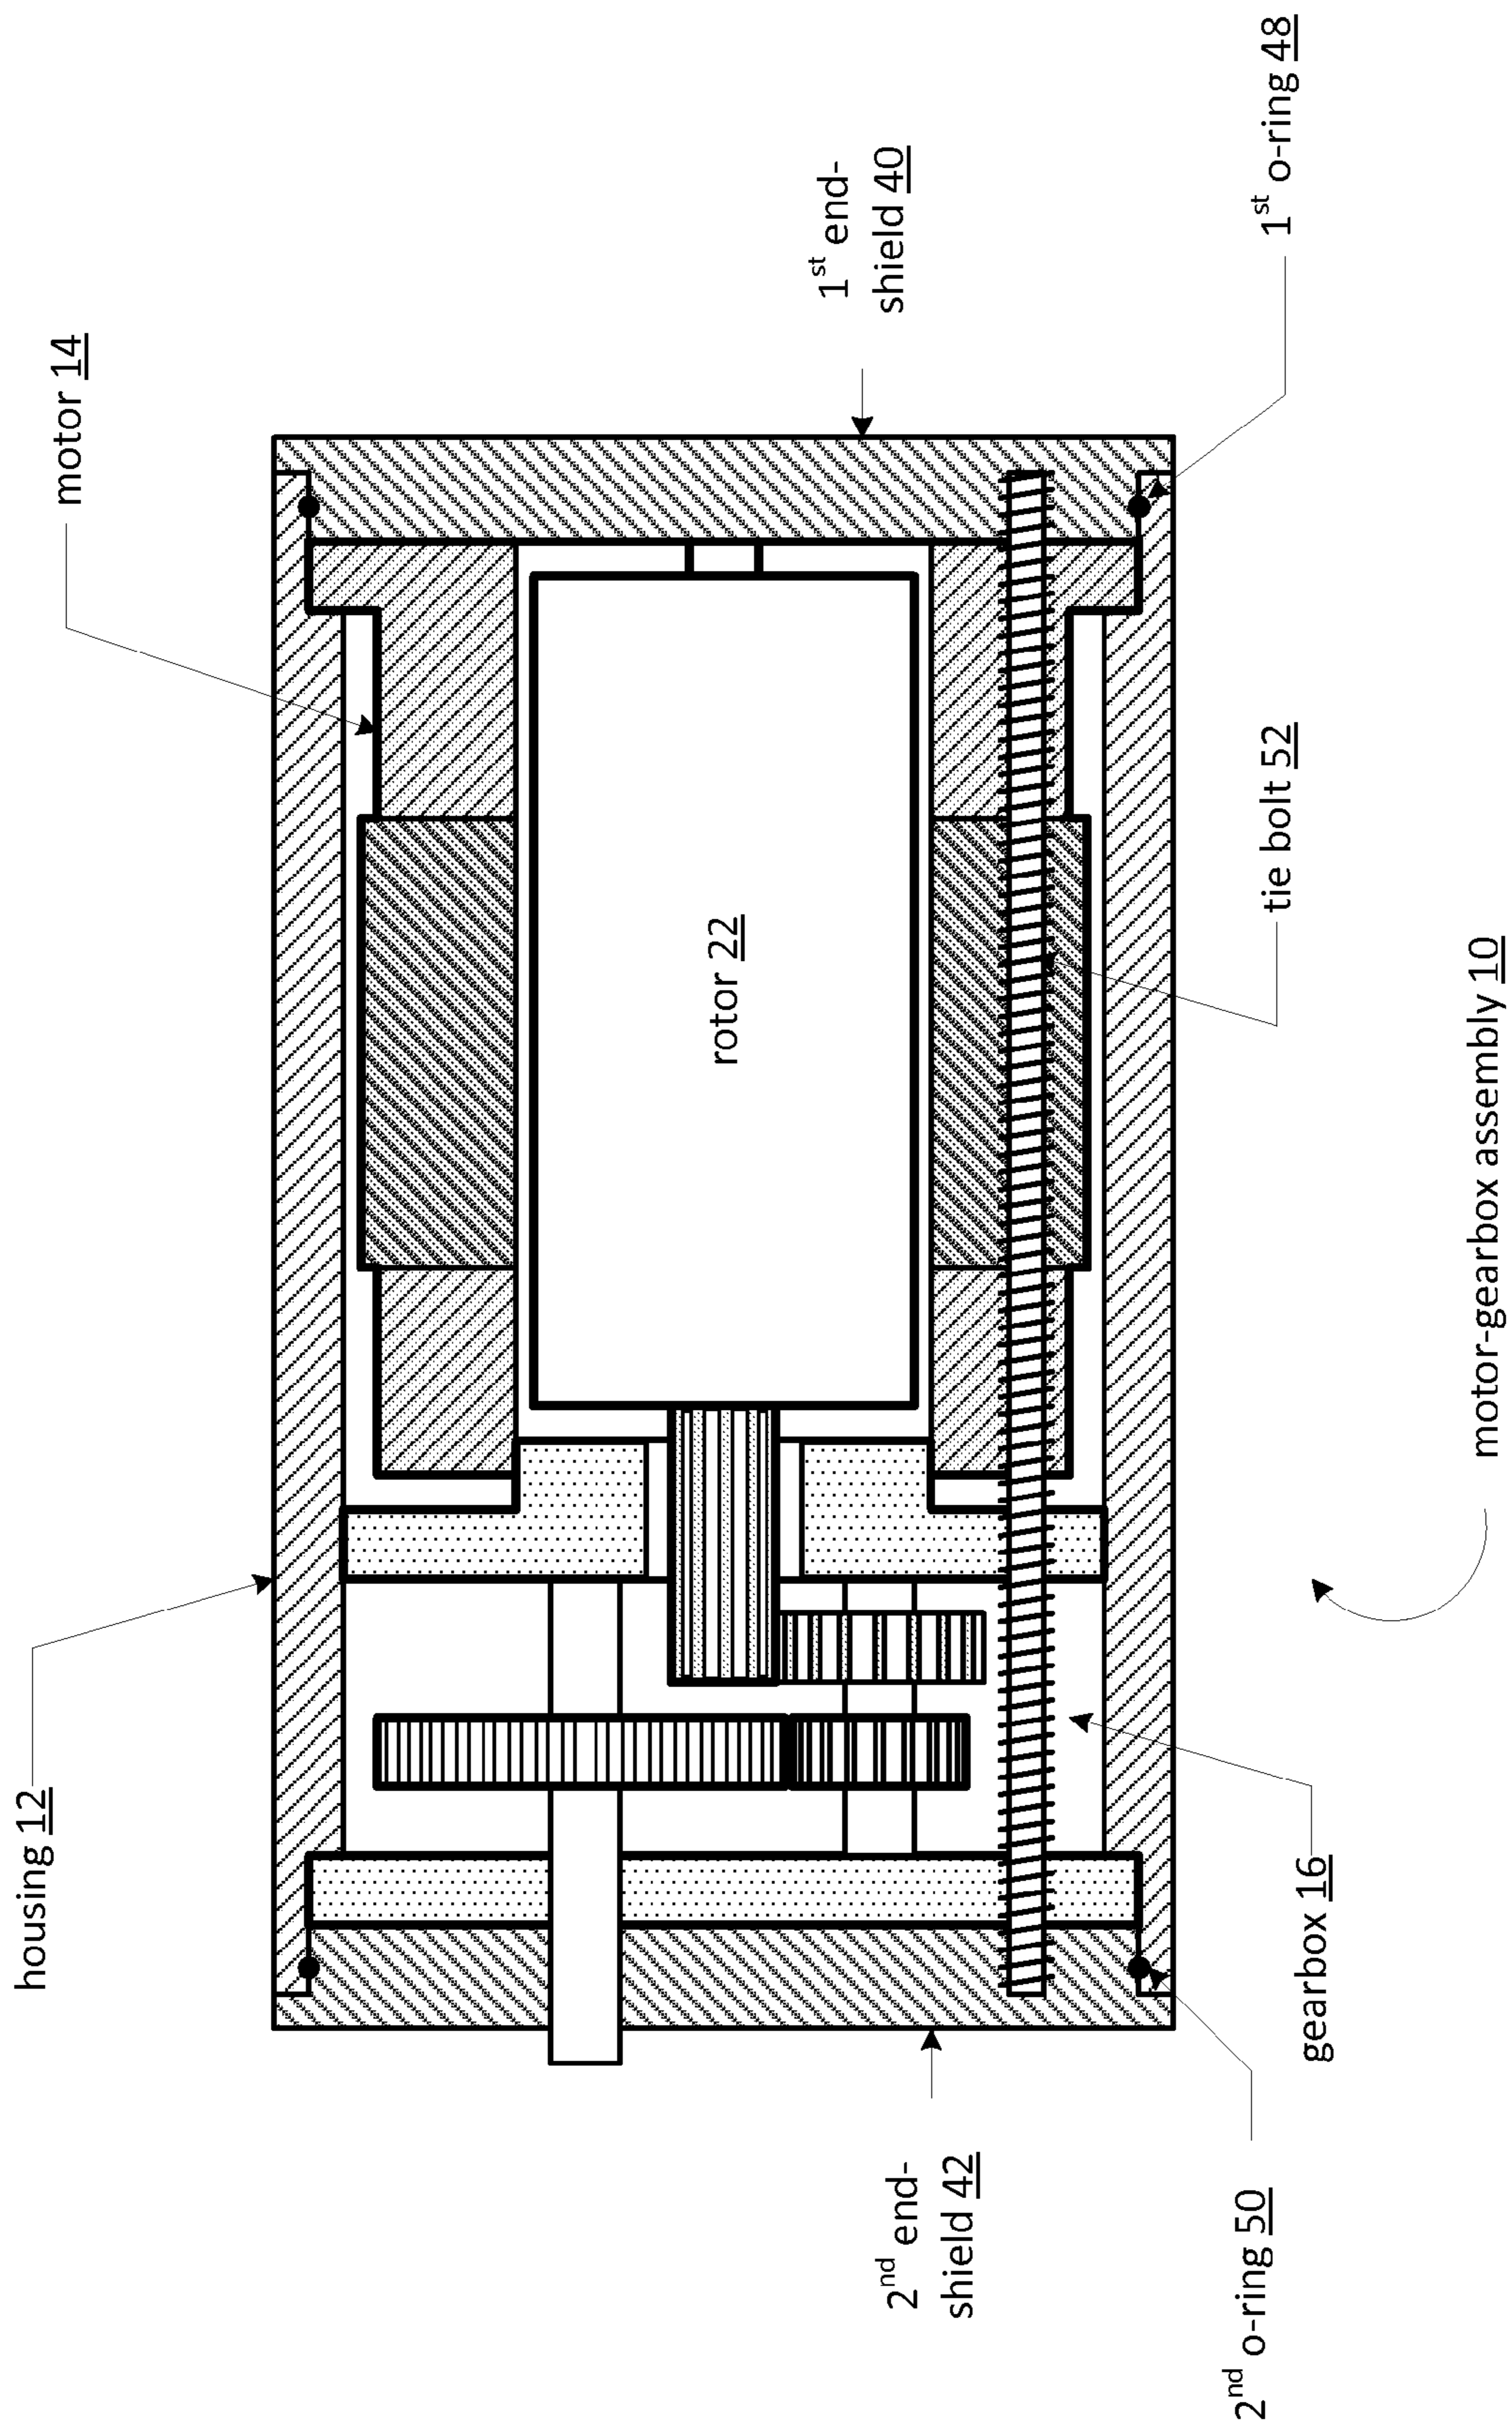 housing 12
motor 14
2nd end-
shield 42
rotor 22
1st end-
shield 40
2nd o-ring 50
gearbox 16
tie bolt 52
1st o-ring 48
motor-gearbox assembly 10